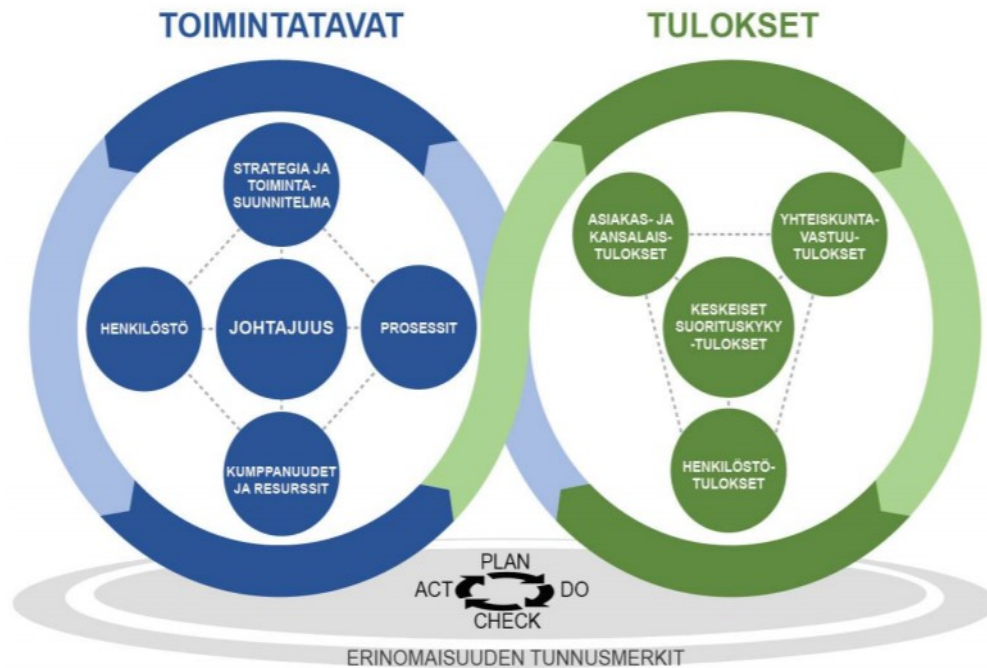 TOIMINTATAVAT
TULOKSET
STRATEGIA JA
TOIMINTA-
SUUNNITELMA
HENKILÖSTÖ
JOHTAJUUS
PROSESSIT
KUMPPANUUDET
JA RESURSSIT
ASIAKAS- JA
KANSALAIS-
TULOKSET
YHTEISKUNTA-
VASTUU-
TULOKSET
KESKEISET
SUORITUSKYKY
-TULOKSET
HENKILÖSTÖ-
TULOKSET
PLAN
ACT
DO
CHECK
ERINOMAISUUDEN TUNNUSMERKIT